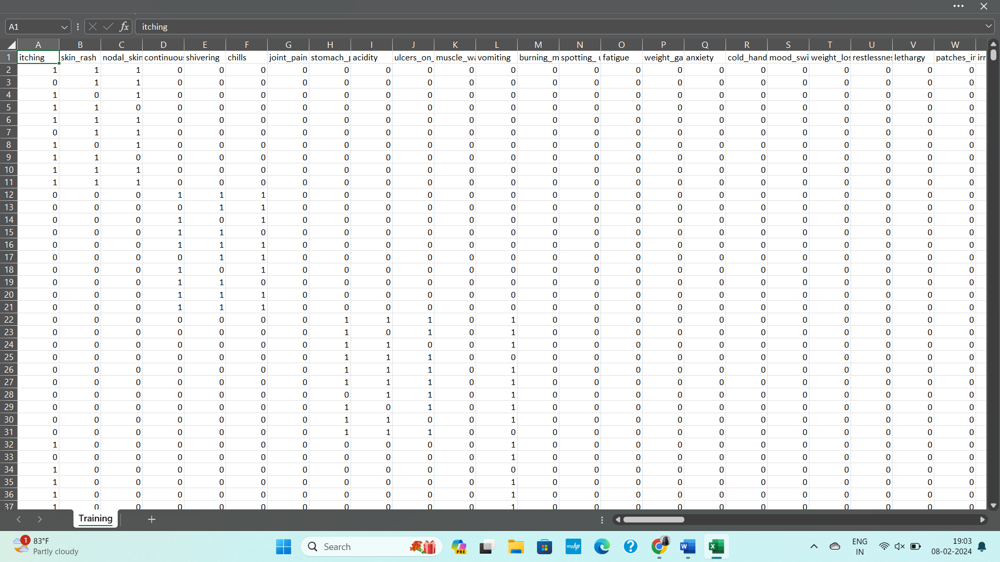 A1 fx itching
A B C D E F G H I J K L M N O P Q R S T U V W
1 itching skin_rash nodal_skin continuous shivering chills joint_pain stomach_p acidity ulcers_on_ muscle_wa vomiting burning_m spotting_ u fatigue weight_ga anxiety cold_hand mood_swi weight_los restlessnes lethargy patches_in irr
2 1 1 1 0 0 0 0 0 0 0 0 0 0 0 0 0 0 0 0 0 0 0 0
3 0 1 1 0 0 0 0 0 0 0 0 0 0 0 0 0 0 0 0 0 0 0 0
4 1 0 1 0 0 0 0 0 0 0 0 0 0 0 0 0 0 0 0 0 0 0 0
5 1 1 0 0 0 0 0 0 0 0 0 0 0 0 0 0 0 0 0 0 0 0 0
6 1 1 1 0 0 0 0 0 0 0 0 0 0 0 0 0 0 0 0 0 0 0 0
7 0 1 1 0 0 0 0 0 0 0 0 0 0 0 0 0 0 0 0 0 0 0 0
8 1 0 1 0 0 0 0 0 0 0 0 0 0 0 0 0 0 0 0 0 0 0 0
9 1 1 0 0 0 0 0 0 0 0 0 0 0 0 0 0 0 0 0 0 0 0 0
10 1 1 1 0 0 0 0 0 0 0 0 0 0 0 0 0 0 0 0 0 0 0 0
11 1 1 1 0 0 0 0 0 0 0 0 0 0 0 0 0 0 0 0 0 0 0 0
12 0 0 0 1 1 1 0 0 0 0 0 0 0 0 0 0 0 0 0 0 0 0 0
13 0 0 0 0 1 1 0 0 0 0 0 0 0 0 0 0 0 0 0 0 0 0 0
14 0 0 0 1 0 1 0 0 0 0 0 0 0 0 0 0 0 0 0 0 0 0 0
15 0 0 0 1 1 0 0 0 0 0 0 0 0 0 0 0 0 0 0 0 0 0 0
16 0 0 0 1 1 1 0 0 0 0 0 0 0 0 0 0 0 0 0 0 0 0 0
17 0 0 0 0 1 1 0 0 0 0 0 0 0 0 0 0 0 0 0 0 0 0 0
18 0 0 0 1 0 1 0 0 0 0 0 0 0 0 0 0 0 0 0 0 0 0 0
19 0 0 0 1 1 0 0 0 0 0 0 0 0 0 0 0 0 0 0 0 0 0 0
20 0 0 0 1 1 1 0 0 0 0 0 0 0 0 0 0 0 0 0 0 0 0 0
21 0 0 0 1 1 1 0 0 0 0 0 0 0 0 0 0 0 0 0 0 0 0 0
22 0 0 0 0 0 0 0 1 1 1 0 1 0 0 0 0 0 0 0 0 0 0 0
23 0 0 0 0 0 0 0 1 0 1 0 1 0 0 0 0 0 0 0 0 0 0 0
24 0 0 0 0 0 0 0 1 1 0 0 1 0 0 0 0 0 0 0 0 0 0 0
25 0 0 0 0 0 0 0 1 1 1 0 0 0 0 0 0 0 0 0 0 0 0 0
26 0 0 0 0 0 0 0 1 1 1 0 1 0 0 0 0 0 0 0 0 0 0 0
27 0 0 0 0 0 0 0 1 1 1 0 1 0 0 0 0 0 0 0 0 0 0 0
28 0 0 0 0 0 0 0 0 1 1 0 1 0 0 0 0 0 0 0 0 0 0 0
29 0 0 0 0 0 0 0 1 0 1 0 1 0 0 0 0 0 0 0 0 0 0 0
30 0 0 0 0 0 0 0 1 1 0 0 1 0 0 0 0 0 0 0 0 0 0 0
31 0 0 0 0 0 0 0 1 1 1 0 0 0 0 0 0 0 0 0 0 0 0 0
32 1 0 0 0 0 0 0 0 0 0 0 1 0 0 0 0 0 0 0 0 0 0 0
33 0 0 0 0 0 0 0 0 0 0 0 1 0 0 0 0 0 0 0 0 0 0 0
34 1 0 0 0 0 0 0 0 0 0 0 0 0 0 0 0 0 0 0 0 0 0 0
35 1 0 0 0 0 0 0 0 0 0 0 1 0 0 0 0 0 0 0 0 0 0 0
36 1 0 0 0 0 0 0 0 0 0 0 1 0 0 0 0 0 0 0 0 0 0 0
37 1 0 0 0 0 0 0 0 0 0 0 1 0 0 0 0 0 0 0 0 0 0 0
Training
1 83°F
Partly cloudy
Search
PRE
myhp
W
X
ENG
IN
19:03
08-02-2024